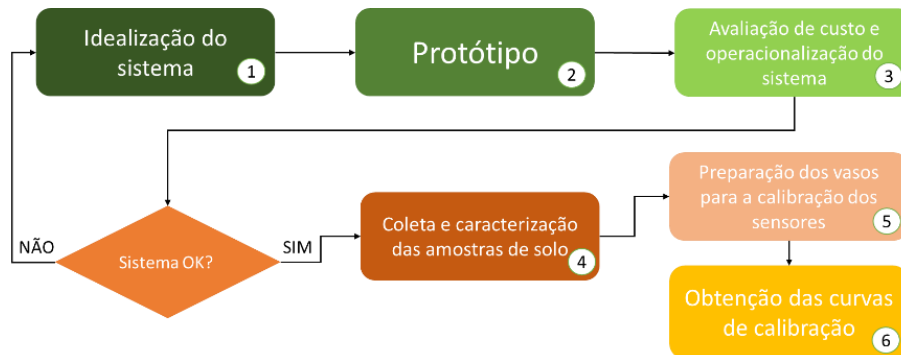 Idealização do
sistema
1
Protótipo
2
Avaliação de custo e
operacionalização do
sistema
3
NÃO
Sistema OK?
SIM
Coleta e caracterização
das amostras de solo
4
Preparação dos vasos
para a calibração dos
sensores
5
Obtenção das curvas
de calibração
6